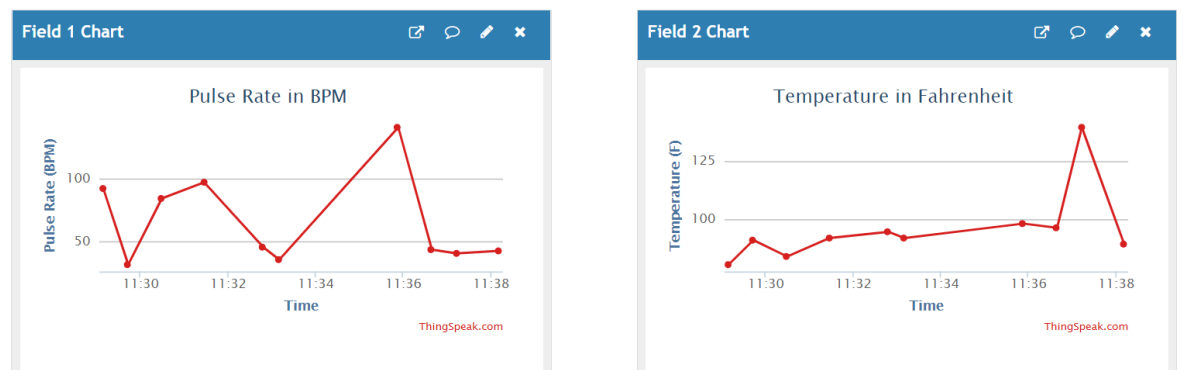 Field 1 Chart
Pulse Rate in BPM
Pulse Rate (BPM)
100
50
11:30 11:32 11:34 11:36 11:38
Time
ThingSpeak.com
Field 2 Chart
Temperature in Fahrenheit
Temperature (F)
125
100
11:30 11:32 11:34 11:36 11:38
Time
ThingSpeak.com